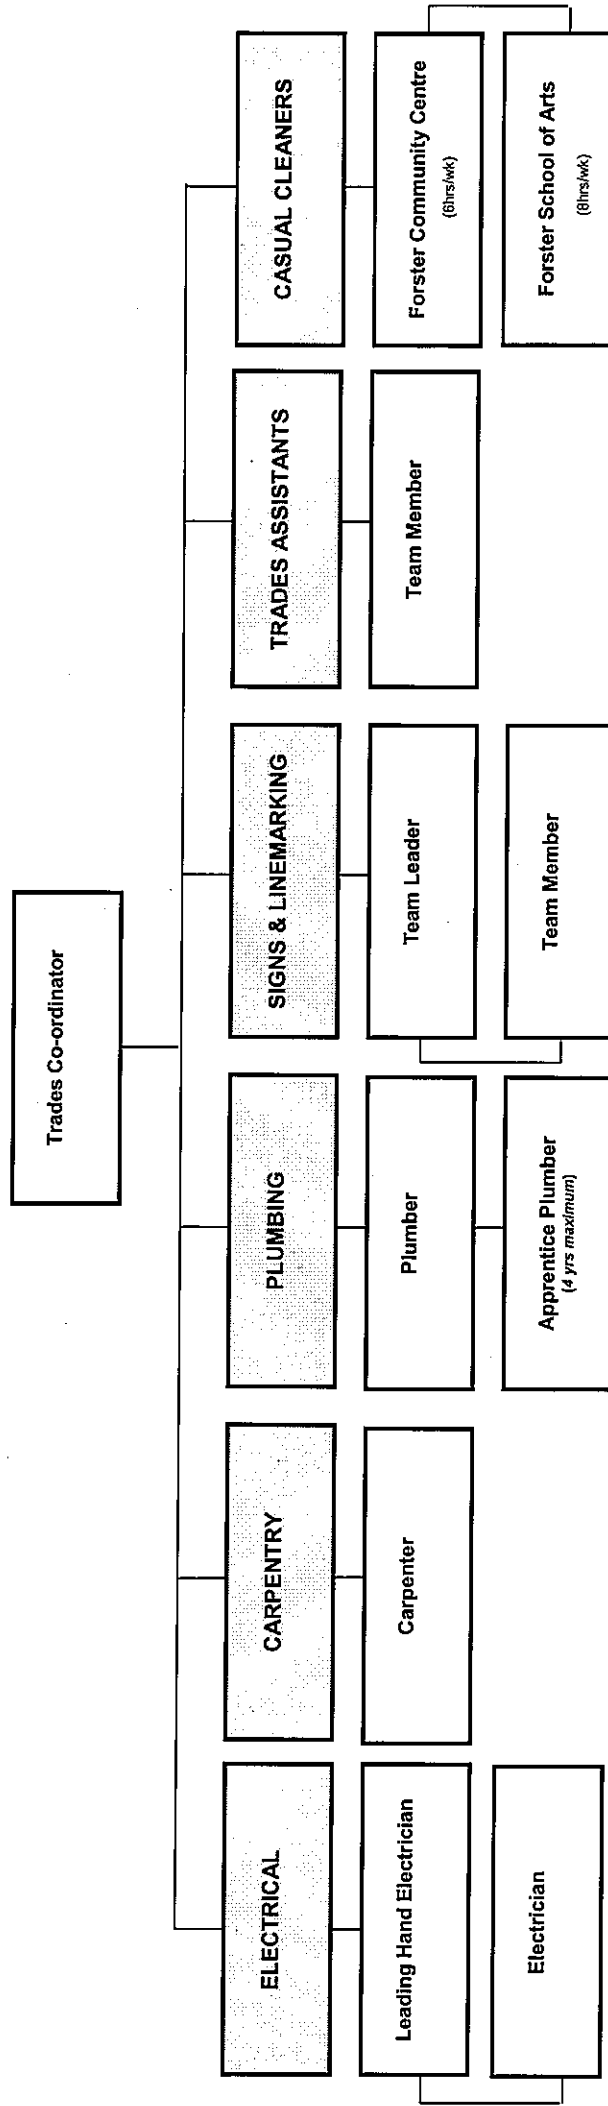 Trades Co-ordinator
ELECTRICAL
CARPENTRY
PLUMBING
SIGNS & LINEMARKING
TRADES ASSISTANTS
CASUAL CLEANERS
Leading Hand Electrician
Carpenter
Plumber
Team Leader
Team Member
Forster Community Centre
(6hrs/wk)
Electrician
Apprentice Plumber
(4 yrs maximum)
Team Member
Forster School of Arts
(8hrs/wk)